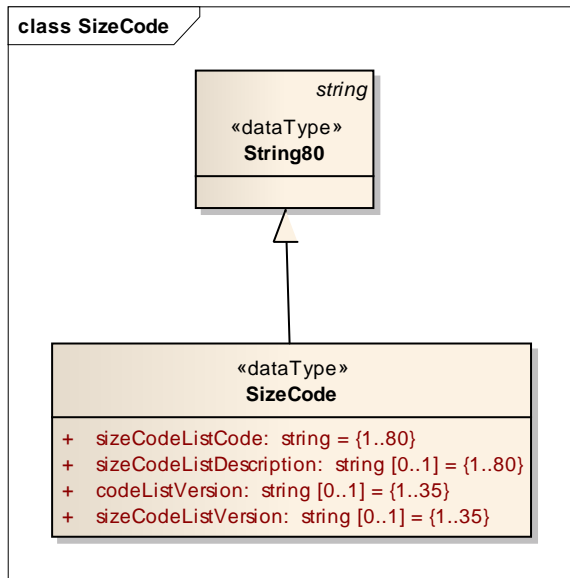 class SizeCode
string
«dataType»
String80
«dataType»
SizeCode
+ sizeCodeListCode: string = {1..80}
+ sizeCodeListDescription: string [0..1] = {1..80}
+ codeListVersion: string [0..1] = {1..35}
+ sizeCodeListVersion: string [0..1] = {1..35}